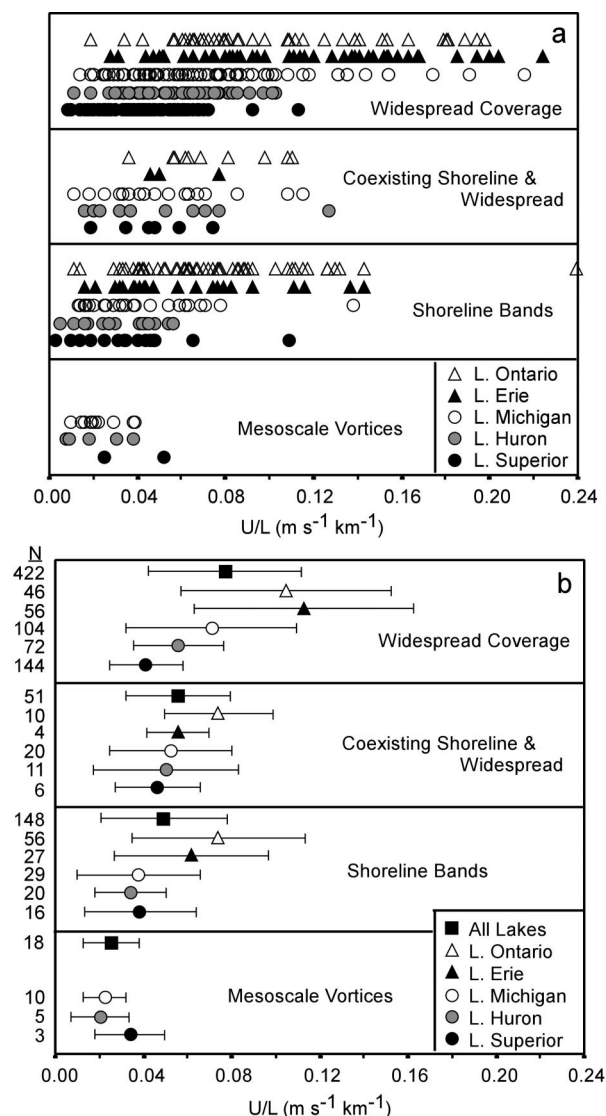 a
Widespread Coverage
Coexisting Shoreline &
Widespread
Shoreline Bands
Mesoscale Vortices
L. Ontario
L. Erie
L. Michigan
L. Huron
L. Superior
0.00 0.04 0.08 0.12 0.16 0.20 0.24
U/L (m s⁻¹ km⁻¹)
N
b
422
46
56
104
72
144
Widespread Coverage
51
10
4
20
11
6
Coexisting Shoreline &
Widespread
148
56
27
29
20
16
Shoreline Bands
18
10
5
3
Mesoscale Vortices
All Lakes
L. Ontario
L. Erie
L. Michigan
L. Huron
L. Superior
0.00 0.04 0.08 0.12 0.16 0.20 0.24
U/L (m s⁻¹ km⁻¹)